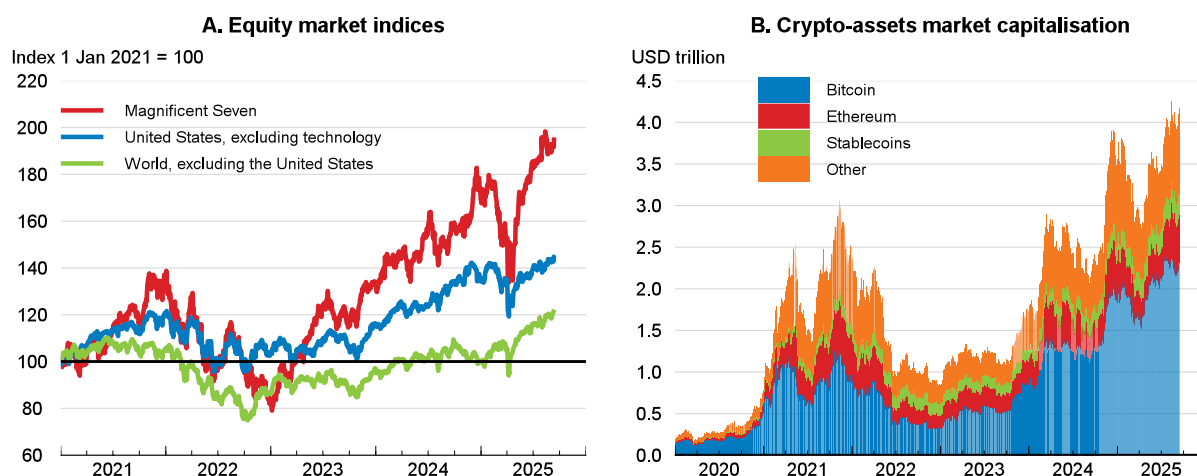 A. Equity market indices
Index 1 Jan 2021 = 100
220
200
180
160
140
120
100
80
60
Magnificent Seven
United States, excluding technology
World, excluding the United States
2021 2022 2023 2024 2025
B. Crypto-assets market capitalisation
USD trillion
4.5
4.0
3.5
3.0
2.5
2.0
1.5
1.0
0.5
0.0
Bitcoin
Ethereum
Stablecoins
Other
2020 2021 2022 2023 2024 2025